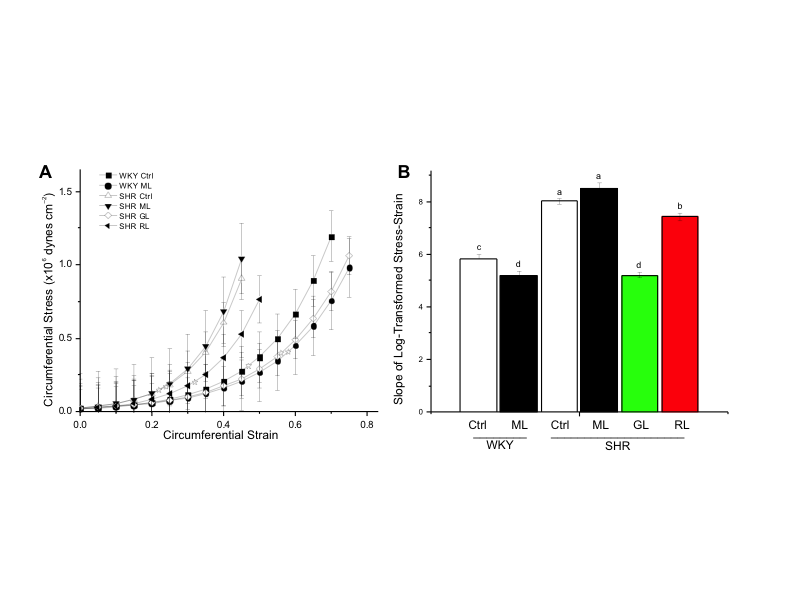 A
WKY Ctrl
WKY ML
SHR Ctrl
SHR ML
SHR GL
SHR RL
Circumferential Stress (x10⁶ dynes cm⁻²)
1.5
1.0
0.5
0.0
0.0 0.2 0.4 0.6 0.8
Circumferential Strain
B
Slope of Log-Transformed Stress-Strain
8
6
4
2
0
c d a a d b
Ctrl ML Ctrl ML GL RL
WKY SHR